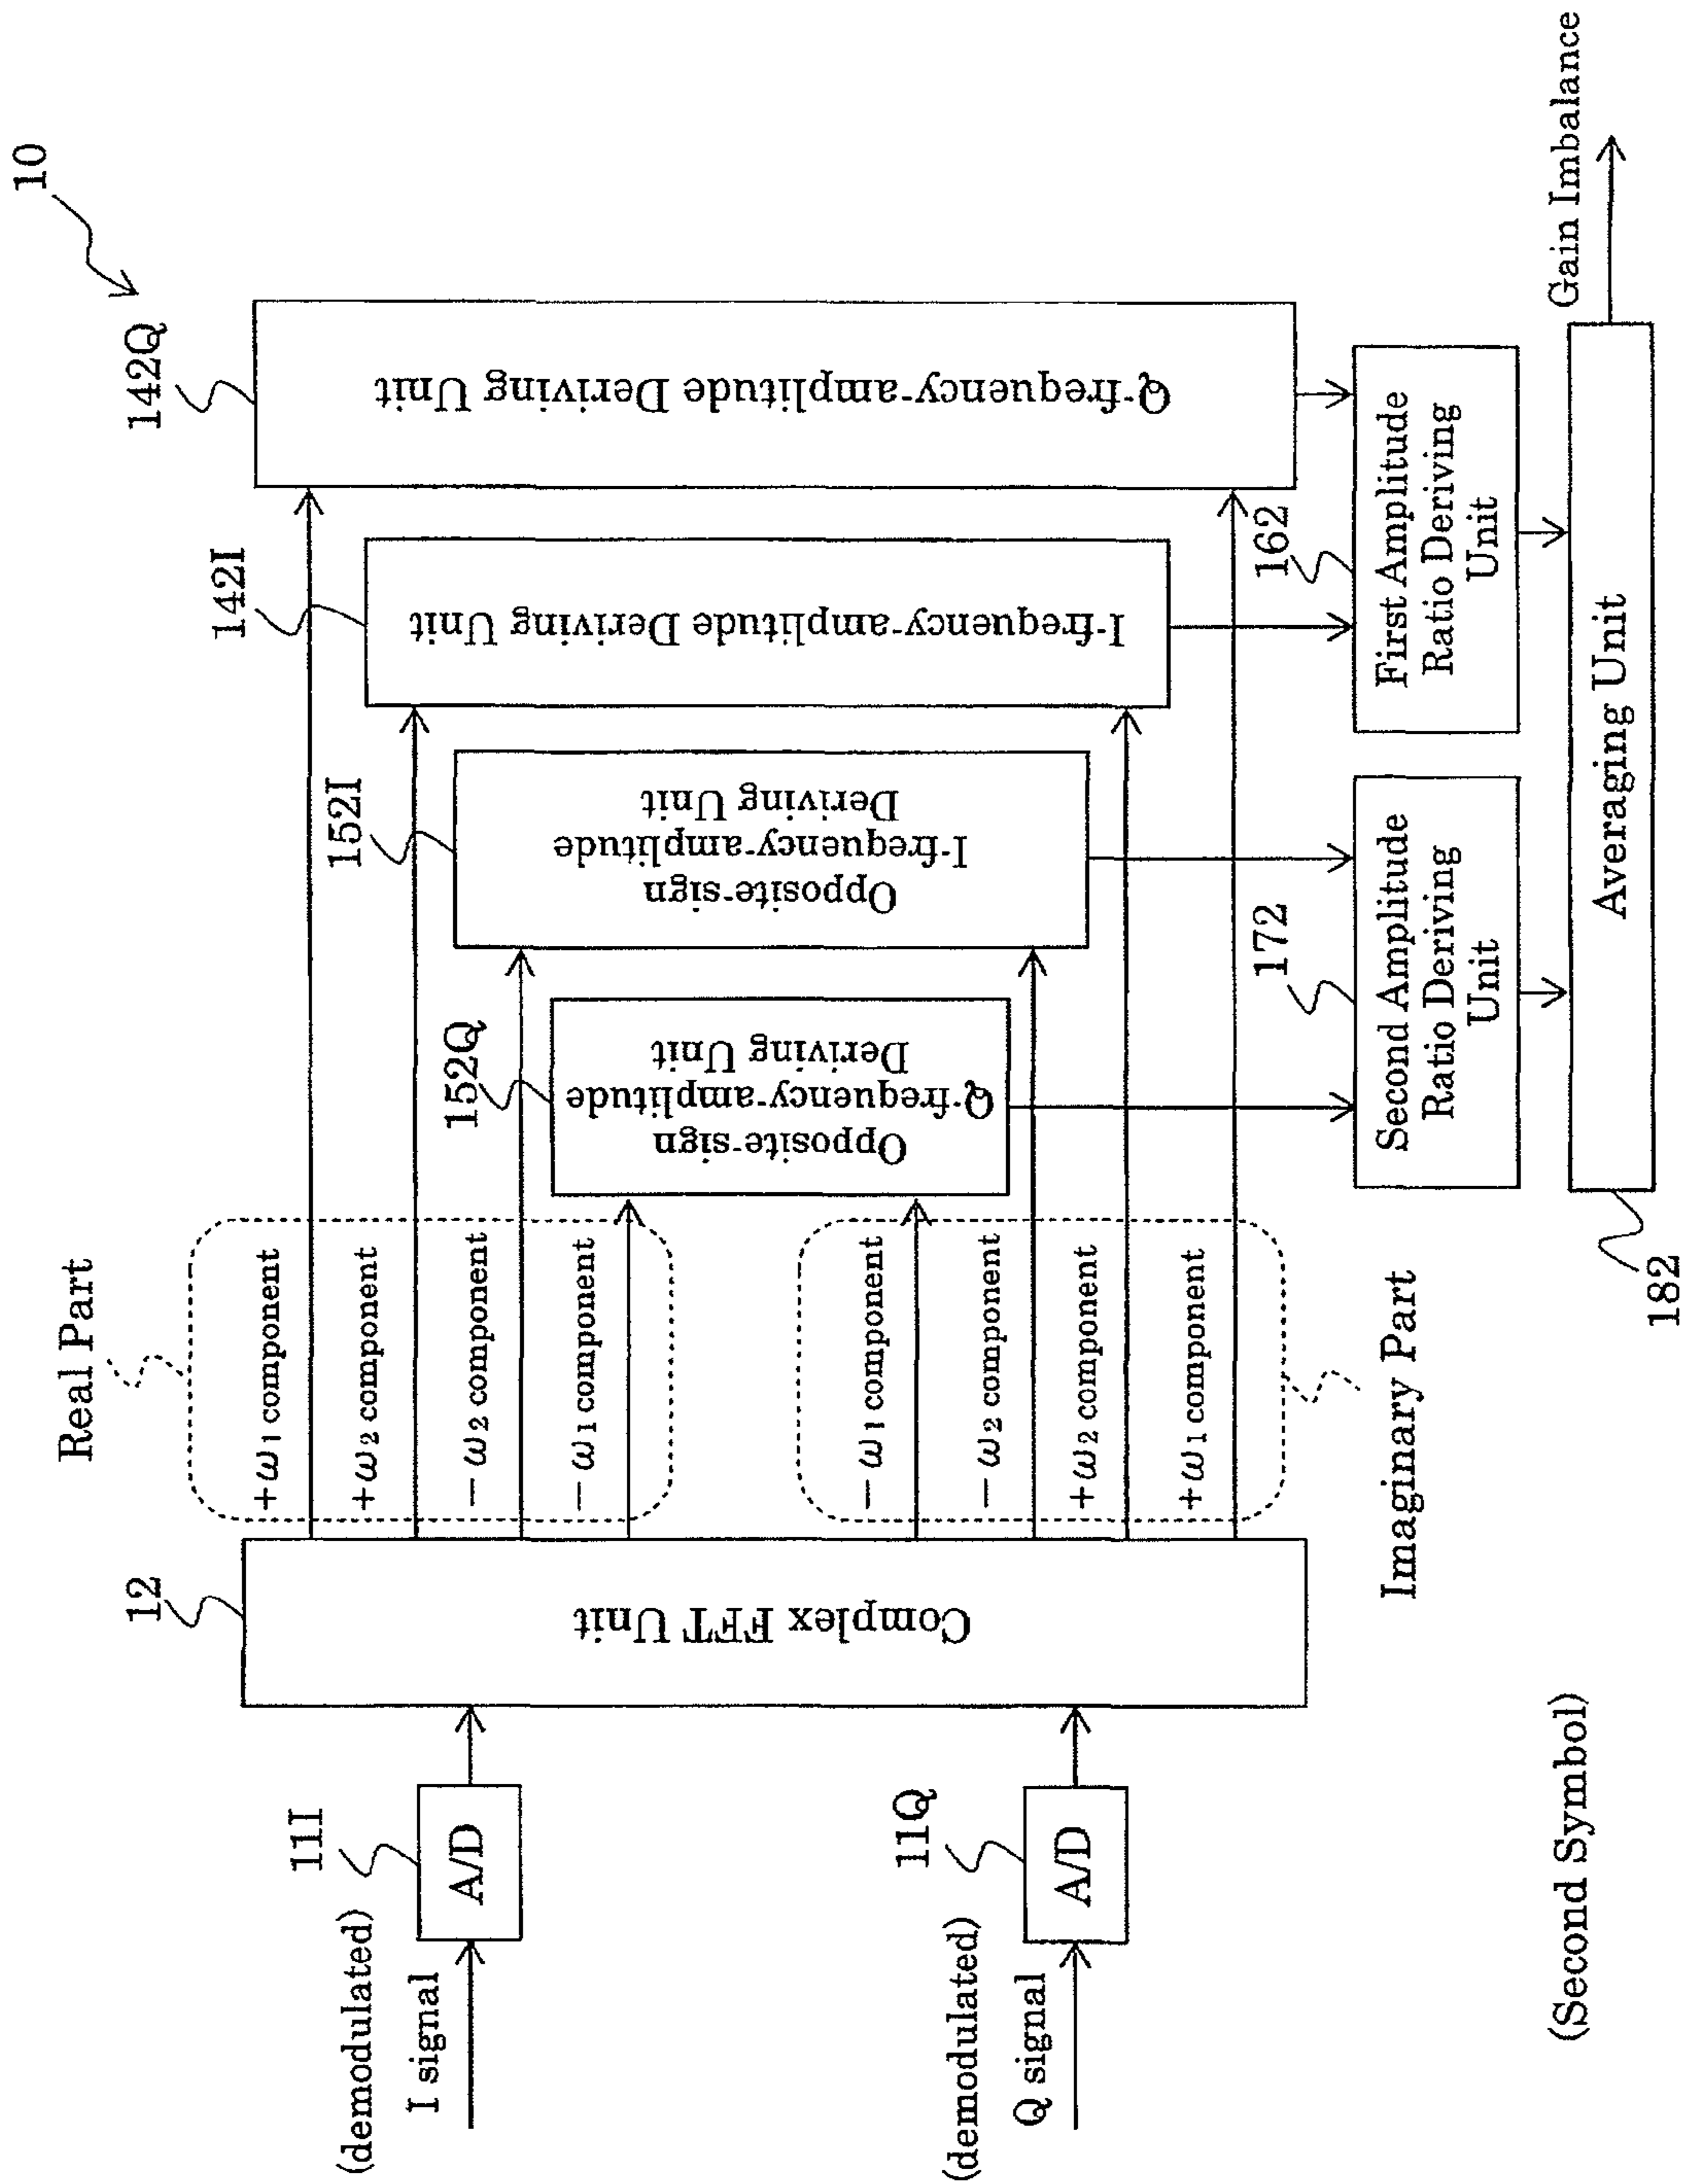 10
Real Part
12
142Q
142I
152I
152Q
+ω1 component
+ω2 component
−ω2 component
−ω1 component
−ω1 component
−ω2 component
+ω2 component
+ω1 component
Imaginary Part
(demodulated)
I signal
11I
A/D
(demodulated)
Q signal
11Q
A/D
Complex FFT Unit
Opposite-sign
Q-frequency-amplitude
Deriving Unit
Opposite-sign
I-frequency-amplitude
Deriving Unit
I-frequency-amplitude Deriving Unit
Q-frequency-amplitude Deriving Unit
172
Second Amplitude
Ratio Deriving
Unit
162
First Amplitude
Ratio Deriving
Unit
182
Averaging Unit
Gain Imbalance
(Second Symbol)